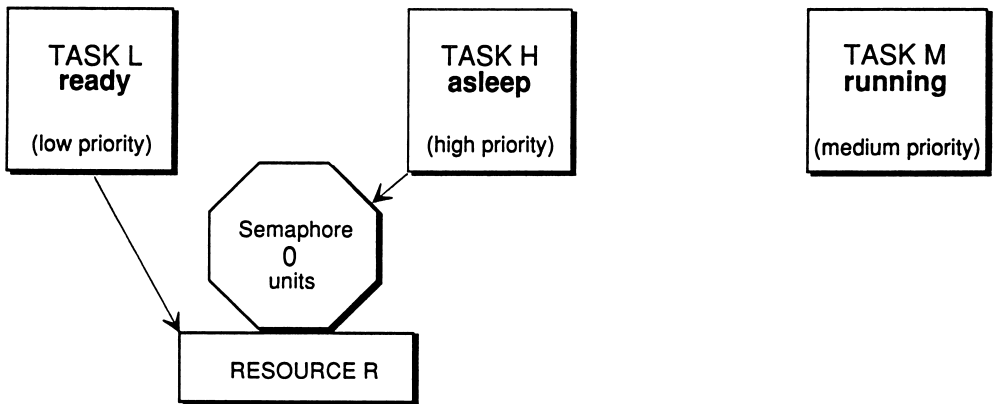 TASK L
ready
(low priority)
TASK H
asleep
(high priority)
TASK M
running
(medium priority)
Semaphore
0
units
RESOURCE R